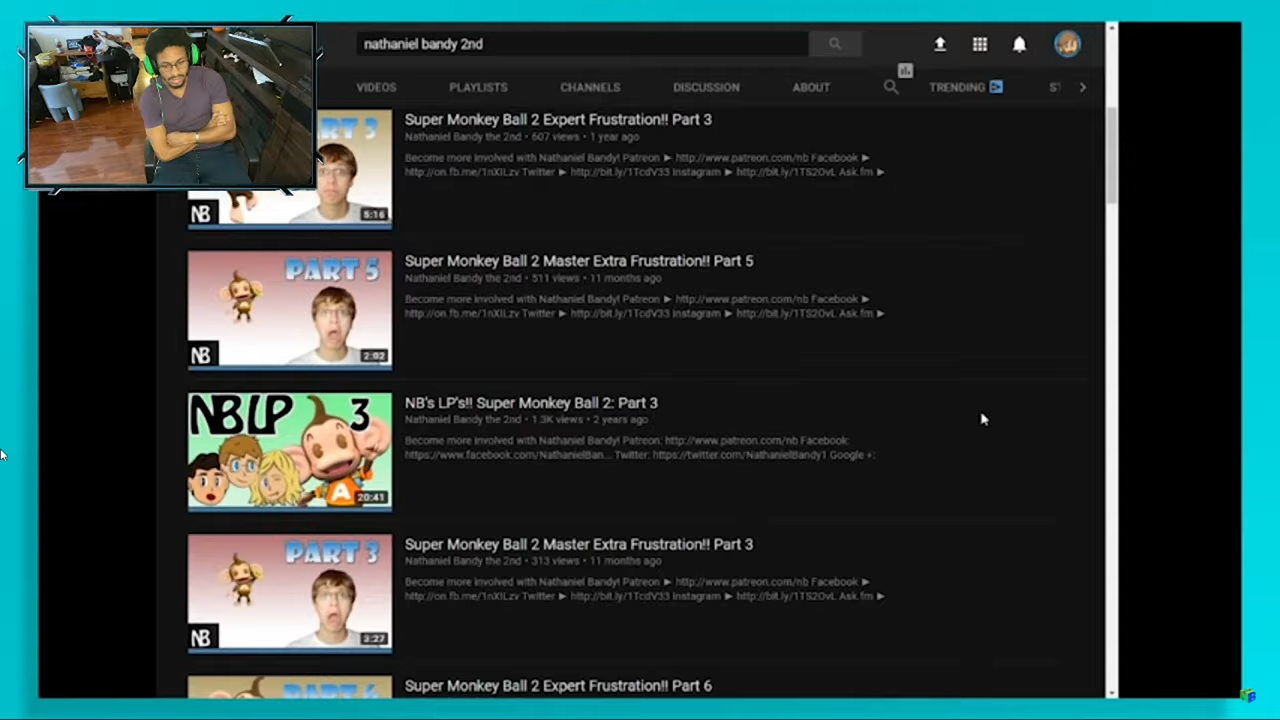 nathaniel bandy 2nd
VIDEOS PLAYLISTS CHANNELS DISCUSSION ABOUT TRENDING
Super Monkey Ball 2 Expert Frustration!! Part 3
Nathaniel Bandy the 2nd • 607 views • 1 year ago
Become more involved with Nathaniel Bandy! Patreon ► http://www.patreon.com/nb Facebook ►
http://on.fb.me/1nXILzv Twitter ► http://bit.ly/1TcdV33 Instagram ► http://bit.ly/1TS2OvL Ask.fm ►
NB
5:16
PART 5
Super Monkey Ball 2 Master Extra Frustration!! Part 5
Nathaniel Bandy the 2nd • 511 views • 11 months ago
Become more involved with Nathaniel Bandy! Patreon ► http://www.patreon.com/nb Facebook ►
http://on.fb.me/1nXILzv Twitter ► http://bit.ly/1TcdV33 Instagram ► http://bit.ly/1TS2OvL Ask.fm ►
NB
2:02
NB LP 3
A
20:41
NB's LP's!! Super Monkey Ball 2: Part 3
Nathaniel Bandy the 2nd • 1.3K views • 2 years ago
Become more involved with Nathaniel Bandy! Patreon: http://www.patreon.com/nb Facebook:
https://www.facebook.com/NathanielBan... Twitter: https://twitter.com/NathanielBandy1 Google +:
PART 3
Super Monkey Ball 2 Master Extra Frustration!! Part 3
Nathaniel Bandy the 2nd • 313 views • 11 months ago
Become more involved with Nathaniel Bandy! Patreon ► http://www.patreon.com/nb Facebook ►
http://on.fb.me/1nXILzv Twitter ► http://bit.ly/1TcdV33 Instagram ► http://bit.ly/1TS2OvL Ask.fm ►
NB
3:27
Super Monkey Ball 2 Expert Frustration!! Part 6